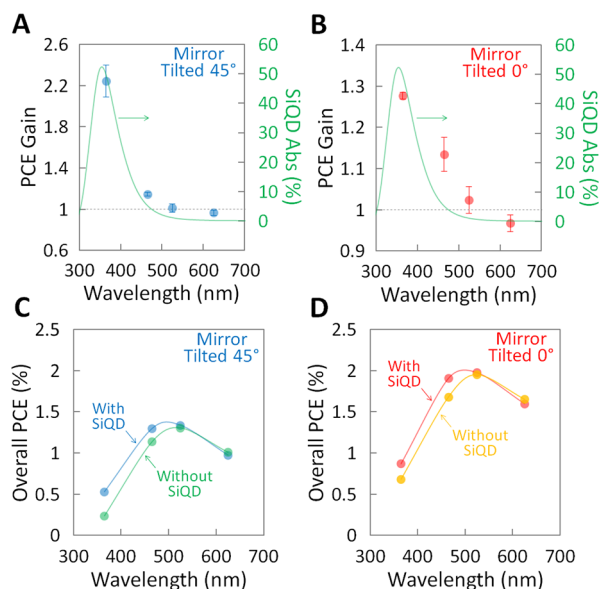 A
Mirror
Tilted 45°
PCE Gain
2.6
2.2
1.8
1.4
1
0.6
60
50
40
30
20
10
0
SiQD Abs (%)
300 400 500 600 700
Wavelength (nm)
B
Mirror
Tilted 0°
PCE Gain
1.4
1.3
1.2
1.1
1
0.9
60
50
40
30
20
10
0
SiQD Abs (%)
300 400 500 600 700
Wavelength (nm)
C
Mirror
Tilted 45°
Overall PCE (%)
2.5
2
1.5
1
0.5
0
With
SiQD
Without
SiQD
300 400 500 600 700
Wavelength (nm)
D
Mirror
Tilted 0°
Overall PCE (%)
2.5
2
1.5
1
0.5
0
With
SiQD
Without
SiQD
300 400 500 600 700
Wavelength (nm)